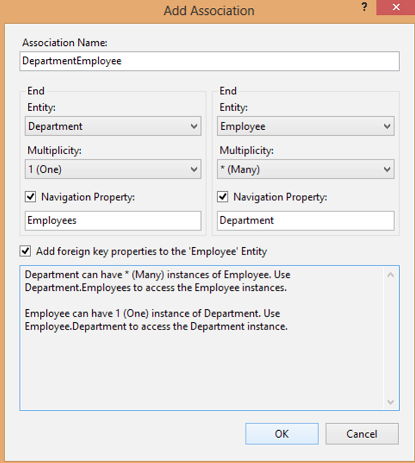 Add Association
?
Association Name:
DepartmentEmployee
End
Entity:
Department
Multiplicity:
1 (One)
Navigation Property:
Employees
End
Entity:
Employee
Multiplicity:
* (Many)
Navigation Property:
Department
Add foreign key properties to the 'Employee' Entity
Department can have * (Many) instances of Employee. Use
Department.Employees to access the Employee instances.
Employee can have 1 (One) instance of Department. Use
Employee.Department to access the Department instance.
OK
Cancel